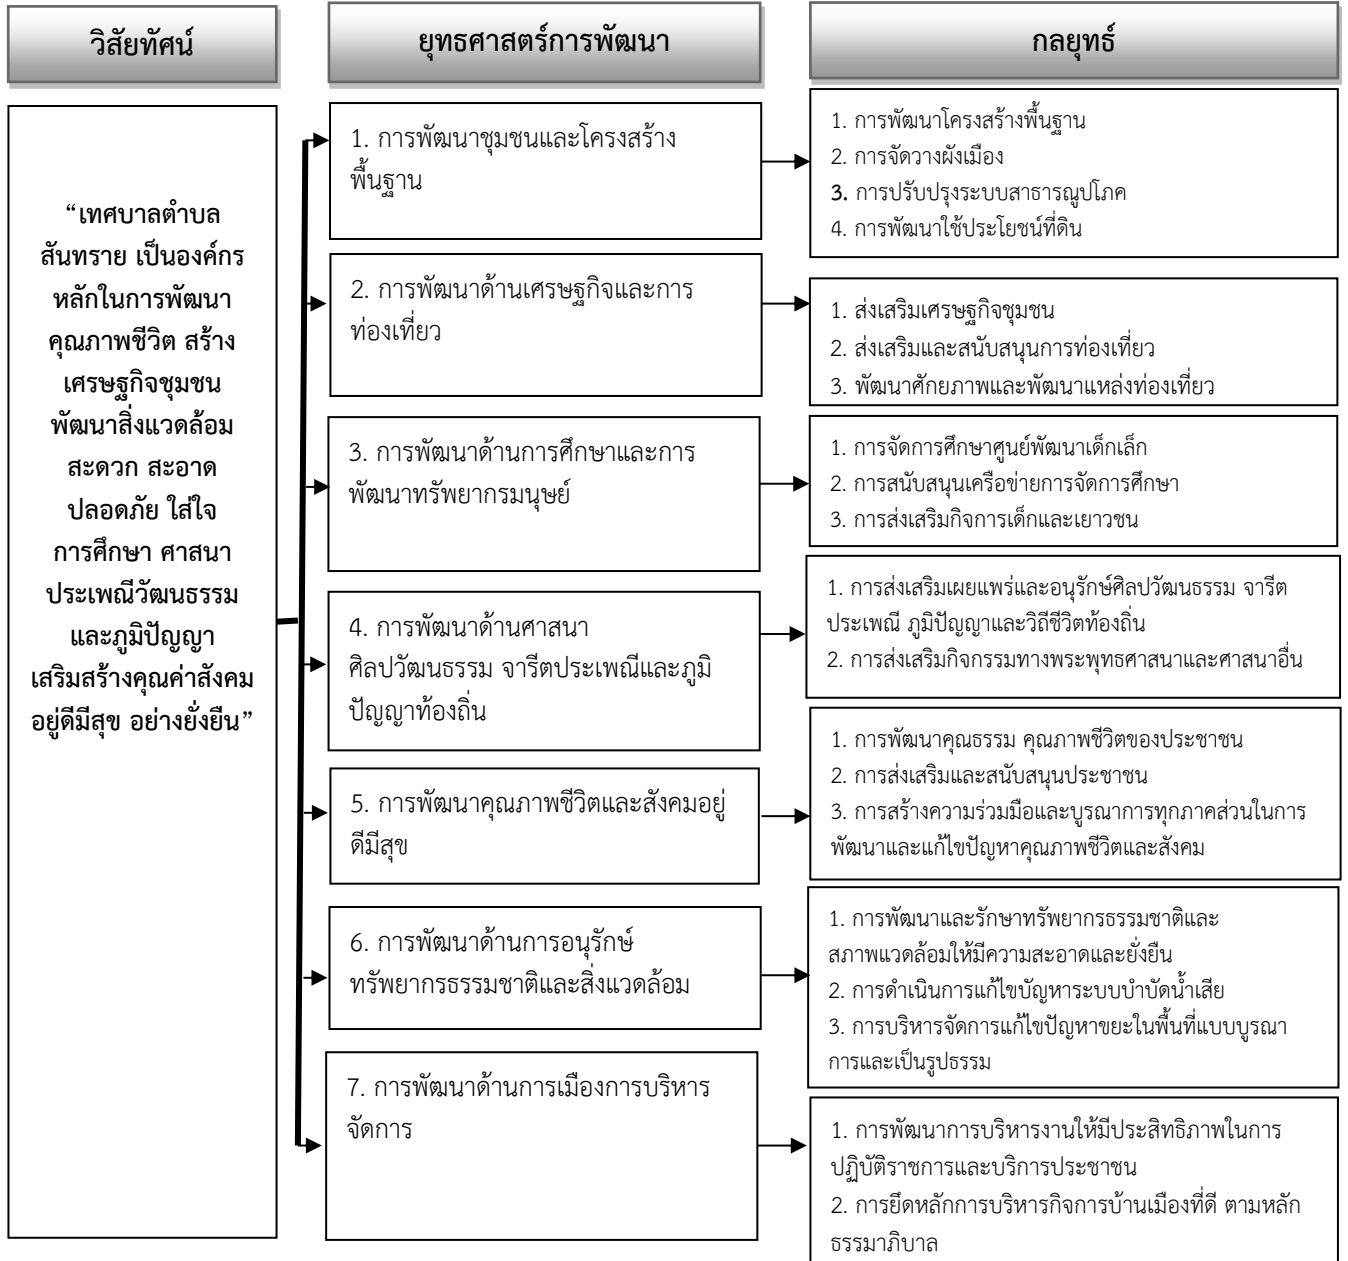 วิสัยทัศน์
ยุทธศาสตร์การพัฒนา
กลยุทธ์
“เทศบาลตำบล
สันทราย เป็นองค์กร
หลักในการพัฒนา
คุณภาพชีวิต สร้าง
เศรษฐกิจชุมชน
พัฒนาสิ่งแวดล้อม
สะดวก สะอาด
ปลอดภัย ใส่ใจ
การศึกษา ศาสนา
ประเพณีวัฒนธรรม
และภูมิปัญญา
เสริมสร้างคุณค่าสังคม
อยู่ดีมีสุข อย่างยั่งยืน”
1. การพัฒนาชุมชนและโครงสร้าง
พื้นฐาน
1. การพัฒนาโครงสร้างพื้นฐาน
2. การจัดวางผังเมือง
3. การปรับปรุงระบบสาธารณูปโภค
4. การพัฒนาใช้ประโยชน์ที่ดิน
2. การพัฒนาด้านเศรษฐกิจและการ
ท่องเที่ยว
1. ส่งเสริมเศรษฐกิจชุมชน
2. ส่งเสริมและสนับสนุนการท่องเที่ยว
3. พัฒนาศักยภาพและพัฒนาแหล่งท่องเที่ยว
3. การพัฒนาด้านการศึกษาและการ
พัฒนาทรัพยากรมนุษย์
1. การจัดการศึกษาศูนย์พัฒนาเด็กเล็ก
2. การสนับสนุนเครือข่ายการจัดการศึกษา
3. การส่งเสริมกิจการเด็กและเยาวชน
4. การพัฒนาด้านศาสนา
ศิลปวัฒนธรรม จารีตประเพณีและภูมิ
ปัญญาท้องถิ่น
1. การส่งเสริมเผยแพร่และอนุรักษ์ศิลปวัฒนธรรม จารีต
ประเพณี ภูมิปัญญาและวิถีชีวิตท้องถิ่น
2. การส่งเสริมกิจกรรมทางพระพุทธศาสนาและศาสนาอื่น
5. การพัฒนาคุณภาพชีวิตและสังคมอยู่
ดีมีสุข
1. การพัฒนาคุณธรรม คุณภาพชีวิตของประชาชน
2. การส่งเสริมและสนับสนุนประชาชน
3. การสร้างความร่วมมือและบูรณาการทุกภาคส่วนในการ
พัฒนาและแก้ไขปัญหาคุณภาพชีวิตและสังคม
6. การพัฒนาด้านการอนุรักษ์
ทรัพยากรธรรมชาติและสิ่งแวดล้อม
1. การพัฒนาและรักษาทรัพยากรธรรมชาติและ
สภาพแวดล้อมให้มีความสะอาดและยั่งยืน
2. การดำเนินการแก้ไขบัญหาระบบบำบัดน้ำเสีย
3. การบริหารจัดการแก้ไขปัญหาขยะในพื้นที่แบบบูรณา
การและเป็นรูปธรรม
7. การพัฒนาด้านการเมืองการบริหาร
จัดการ
1. การพัฒนาการบริหารงานให้มีประสิทธิภาพในการ
ปฏิบัติราชการและบริการประชาชน
2. การยึดหลักการบริหารกิจการบ้านเมืองที่ดี ตามหลัก
ธรรมาภิบาล